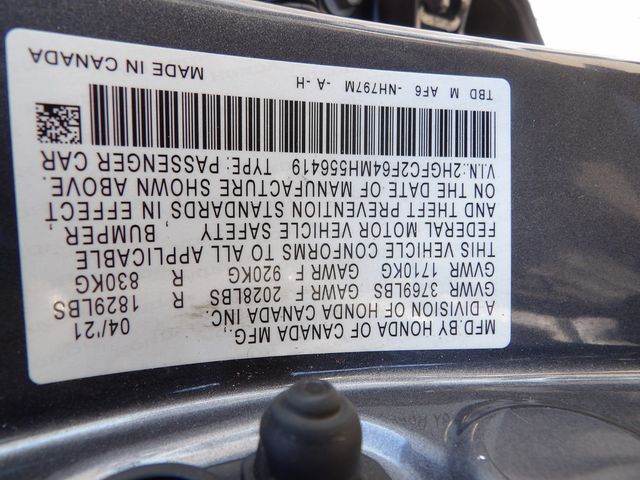 MFD.BY HONDA OF CANADA MFG.,
A DIVISION OF HONDA CANADA INC. 04/'21
GVWR 3769LBS GAWR F 2028LBS R 1829LBS
GVWR 1710KG GAWR F 920KG R 830KG
THIS VEHICLE CONFORMS TO ALL APPLICABLE
FEDERAL MOTOR VEHICLE SAFETY, BUMPER,
AND THEFT PREVENTION STANDARDS IN EFFECT
ON THE DATE OF MANUFACTURE SHOWN ABOVE.
V.I.N.: 2HGFC2F64MH556419 TYPE: PASSENGER CAR
TBD M AF6 -NH797M -A -H MADE IN CANADA